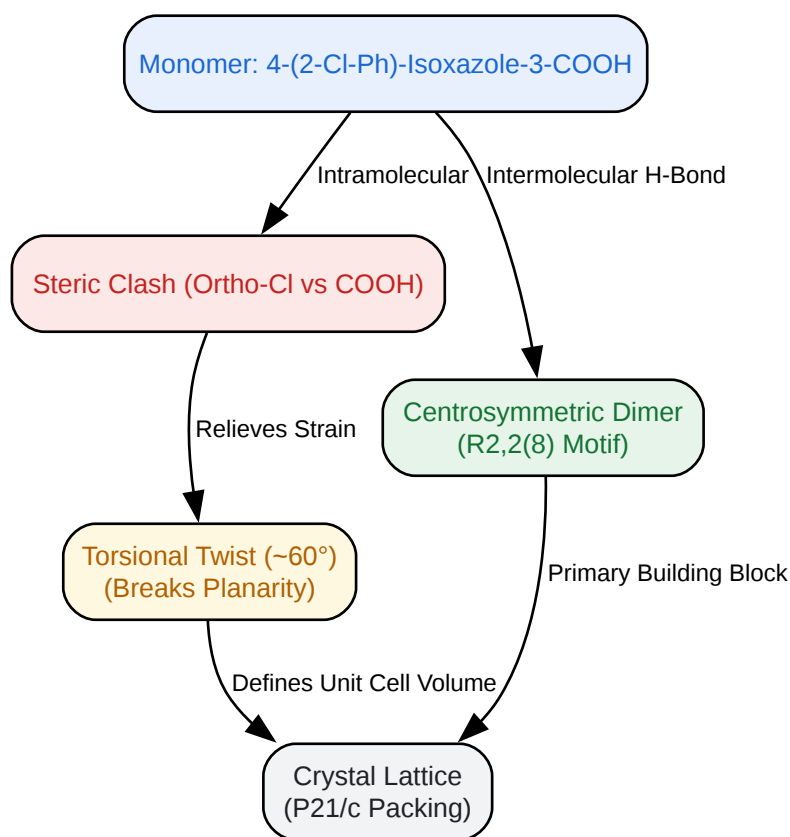 Monomer: 4-(2-Cl-Ph)-Isoxazole-3-COOH
Intramolecular
Intermolecular H-Bond
Steric Clash (Ortho-Cl vs COOH)
Centrosymmetric Dimer
(R2,2(8) Motif)
Relieves Strain
Torsional Twist (~60°)
(Breaks Planarity)
Primary Building Block
Defines Unit Cell Volume
Crystal Lattice
(P21/c Packing)